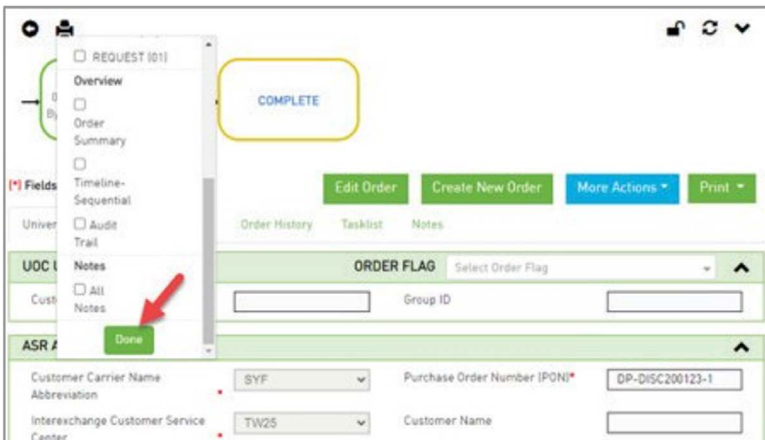 REQUEST (01)
Overview
Order
Summary
Timeline-
Sequential
Audit
Trail
Notes
All
Notes
Done
COMPLETE
(*) Fields
Edit Order
Create New Order
More Actions
Print
Order History
Tasklist
Notes
ORDER FLAG
Select Order Flag
Group ID
Customer Carrier Name
Abbreviation
*
SYF
Purchase Order Number (PON)*
DP-DISC200123-1
Interexchange Customer Service
Center
*
TW25
Customer Name